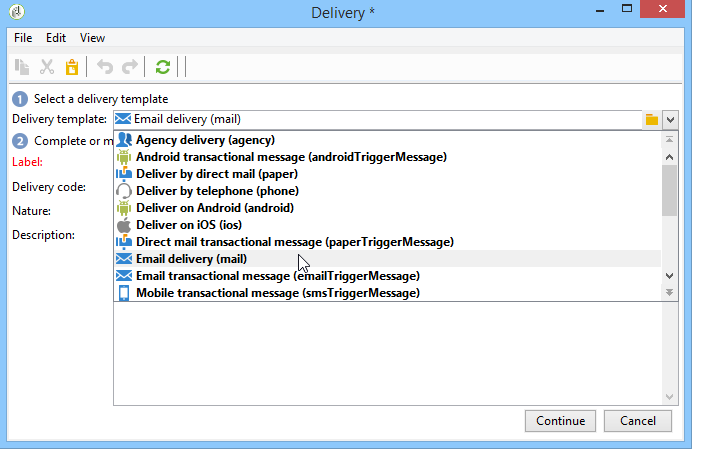 Delivery *
File Edit View
1 Select a delivery template
Delivery template: Email delivery (mail)
2 Complete or m
Agency delivery (agency)
Android transactional message (androidTriggerMessage)
Label:
Deliver by direct mail (paper)
Delivery code:
Deliver by telephone (phone)
Nature:
Deliver on Android (android)
Deliver on iOS (ios)
Description:
Direct mail transactional message (paperTriggerMessage)
Email delivery (mail)
Email transactional message (emailTriggerMessage)
Mobile transactional message (smsTriggerMessage)
Continue Cancel